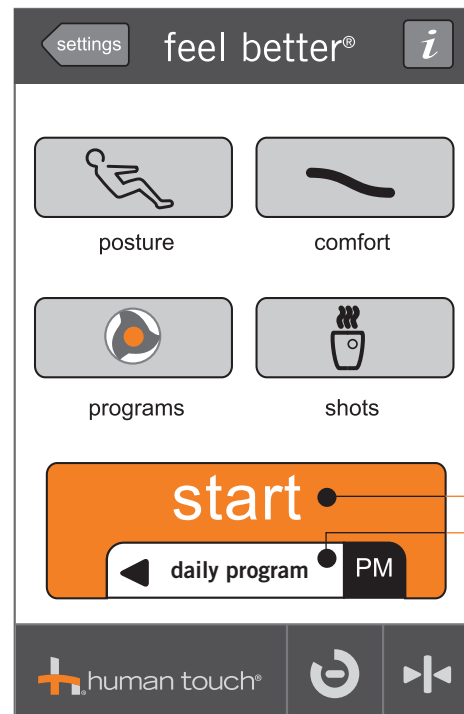 settings feel better® i
posture comfort
programs shots
start
daily program PM
human touch®